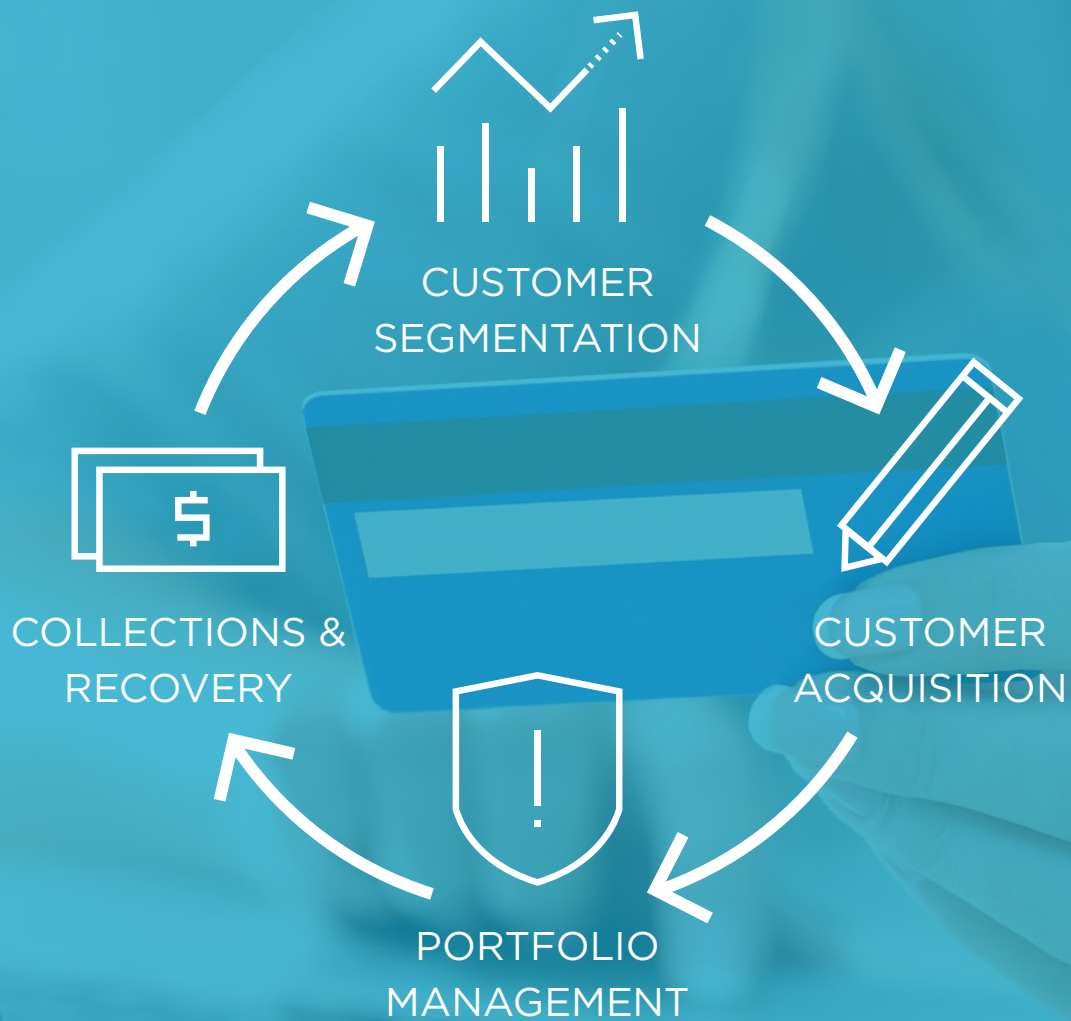 CUSTOMER
SEGMENTATION
$
COLLECTIONS &
RECOVERY
CUSTOMER
ACQUISITION
!
PORTFOLIO
MANAGEMENT